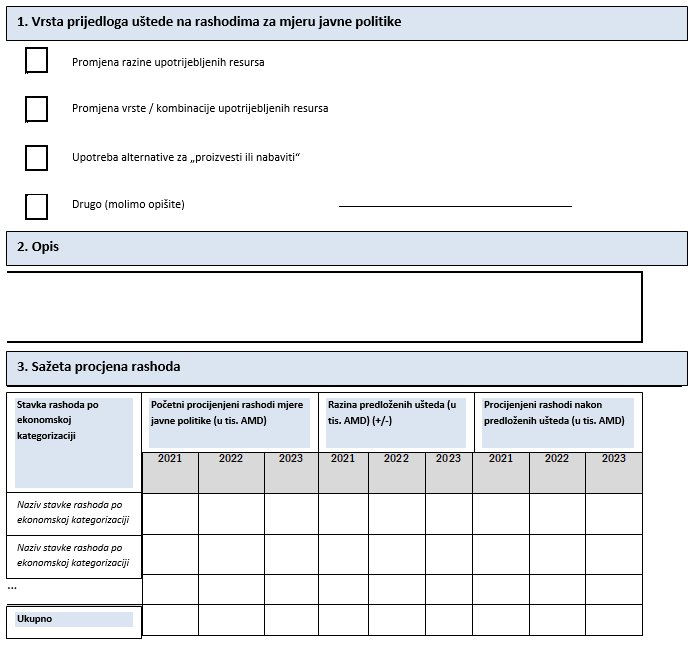 1. Vrsta prijedloga uštede na rashodima za mjeru javne politike
Promjena razine upotrijebljenih resursa
Promjena vrste / kombinacije upotrijebljenih resursa
Upotreba alternative za „proizvesti ili nabaviti“
Drugo (molimo opišite)
2. Opis
3. Sažeta procjena rashoda
Stavka rashoda po
ekonomskoj
kategorizaciji
Početni procijenjeni rashodi mjere
javne politike (u tis. AMD)
Razina predloženih ušteda (u
tis. AMD) (+/-)
Procijenjeni rashodi nakon
predloženih ušteda (u tis. AMD)
2021 2022 2023 2021 2022 2023 2021 2022 2023
Naziv stavke rashoda po
ekonomskoj kategorizaciji
Naziv stavke rashoda po
ekonomskoj kategorizaciji
...
Ukupno